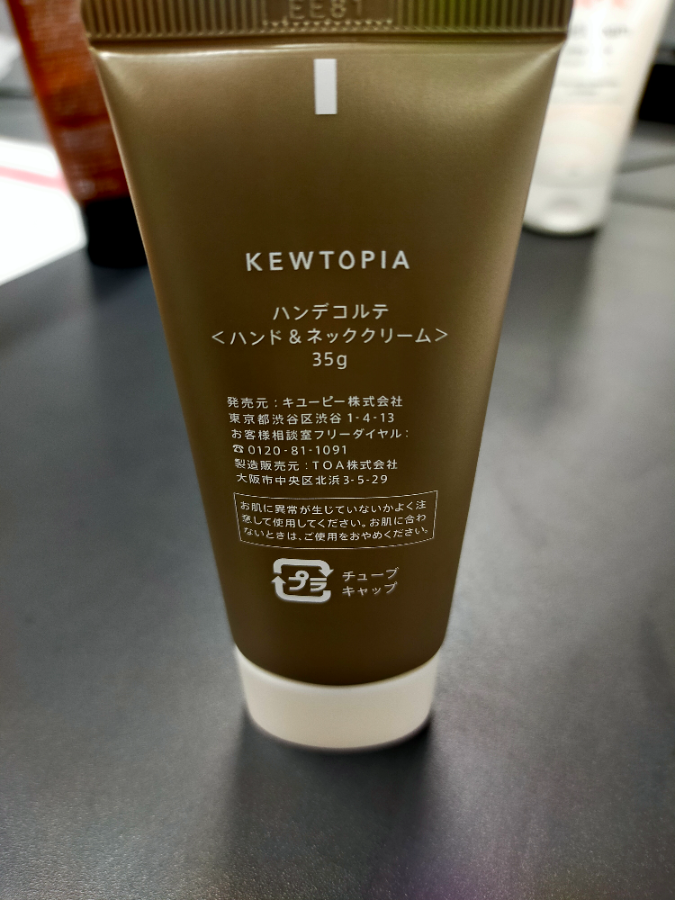 EE81
KEWTOPIA
ハンデコルテ
＜ハンド＆ネッククリーム＞
35g
発売元：キユーピー株式会社
東京都渋谷区渋谷 1-4-13
お客様相談室フリーダイヤル：
☎0120-81-1091
製造販売元：TOA株式会社
大阪市中央区北浜3-5-29
お肌に異常が生じていないかよく注
意して使用してください。お肌に合わ
ないときは、ご使用をおやめください。
プラ
チューブ
キャップ